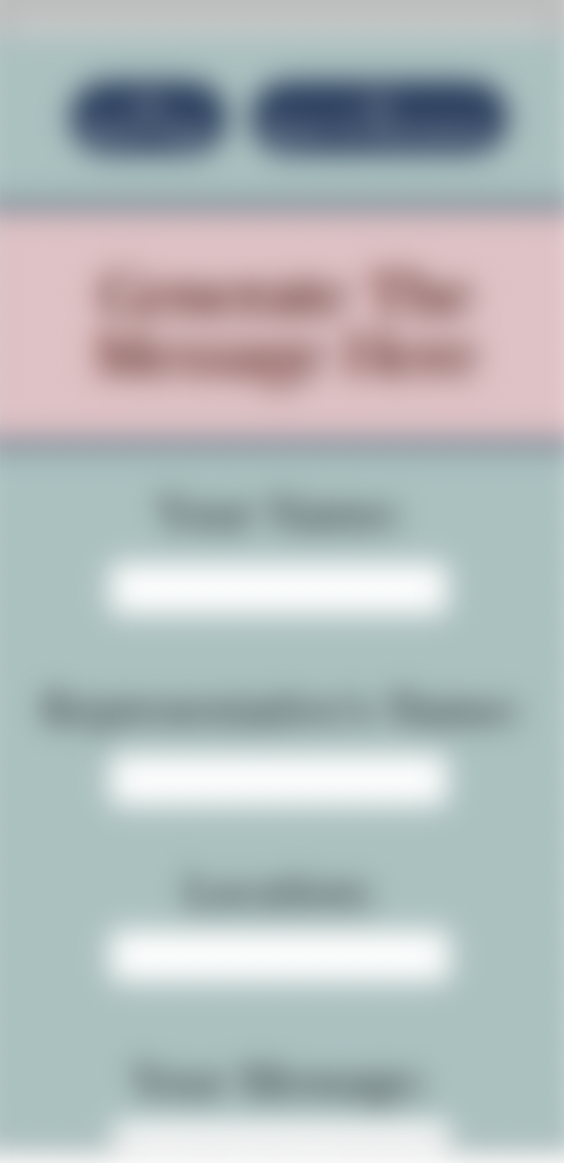 Generate The
Message Here
Your Name:
Representative's Name:
Location:
Your Message: